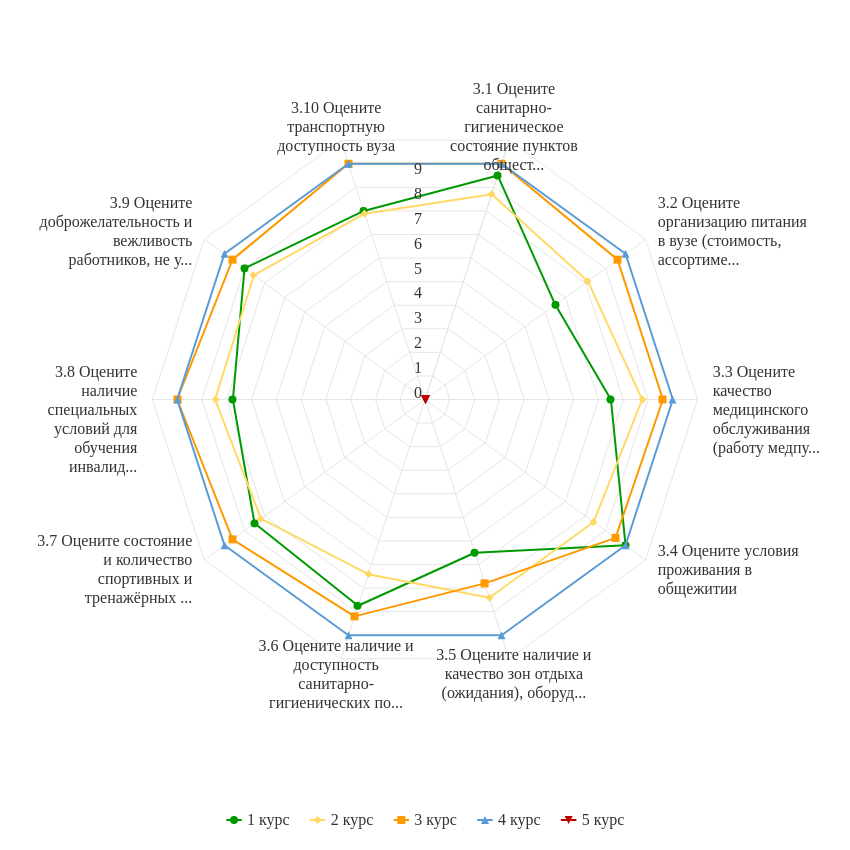 3.1 Оцените
санитарно-
гигиеническое
состояние пунктов
общест...
3.10 Оцените
транспортную
доступность вуза
3.2 Оцените
организацию питания
в вузе (стоимость,
ассортиме...
3.9 Оцените
доброжелательность и
вежливость
работников, не у...
9
8
7
6
5
4
3
2
1
0
3.3 Оцените
качество
медицинского
обслуживания
(работу медпу...
3.8 Оцените
наличие
специальных
условий для
обучения
инвалид...
3.4 Оцените условия
проживания в
общежитии
3.7 Оцените состояние
и количество
спортивных и
тренажёрных ...
3.6 Оцените наличие и
доступность
санитарно-
гигиенических по...
3.5 Оцените наличие и
качество зон отдыха
(ожидания), оборуд...
1 курс 2 курс 3 курс 4 курс 5 курс